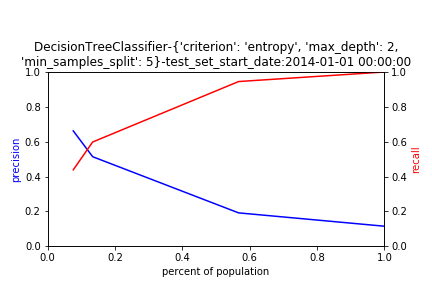 DecisionTreeClassifier-{'criterion': 'entropy', 'max_depth': 2,
'min_samples_split': 5}-test_set_start_date:2014-01-01 00:00:00
1.0
0.8
0.6
0.4
0.2
0.0
precision
1.0
0.8
0.6
0.4
0.2
0.0
recall
0.0 0.2 0.4 0.6 0.8 1.0
percent of population